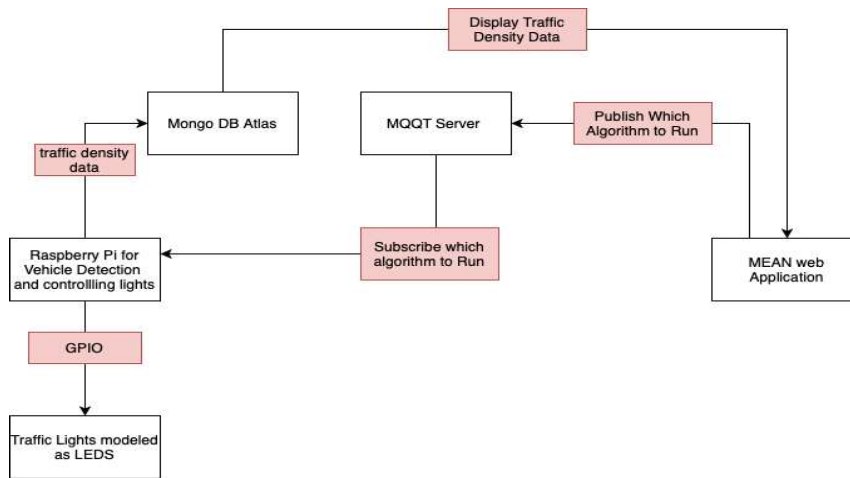 Display Traffic
Density Data
Mongo DB Atlas
MQQT Server
Publish Which
Algorithm to Run
traffic density
data
Raspberry Pi for
Vehicle Detection
and controllling lights
Subscribe which
algorithm to Run
MEAN web
Application
GPIO
Traffic Lights modeled
as LEDS